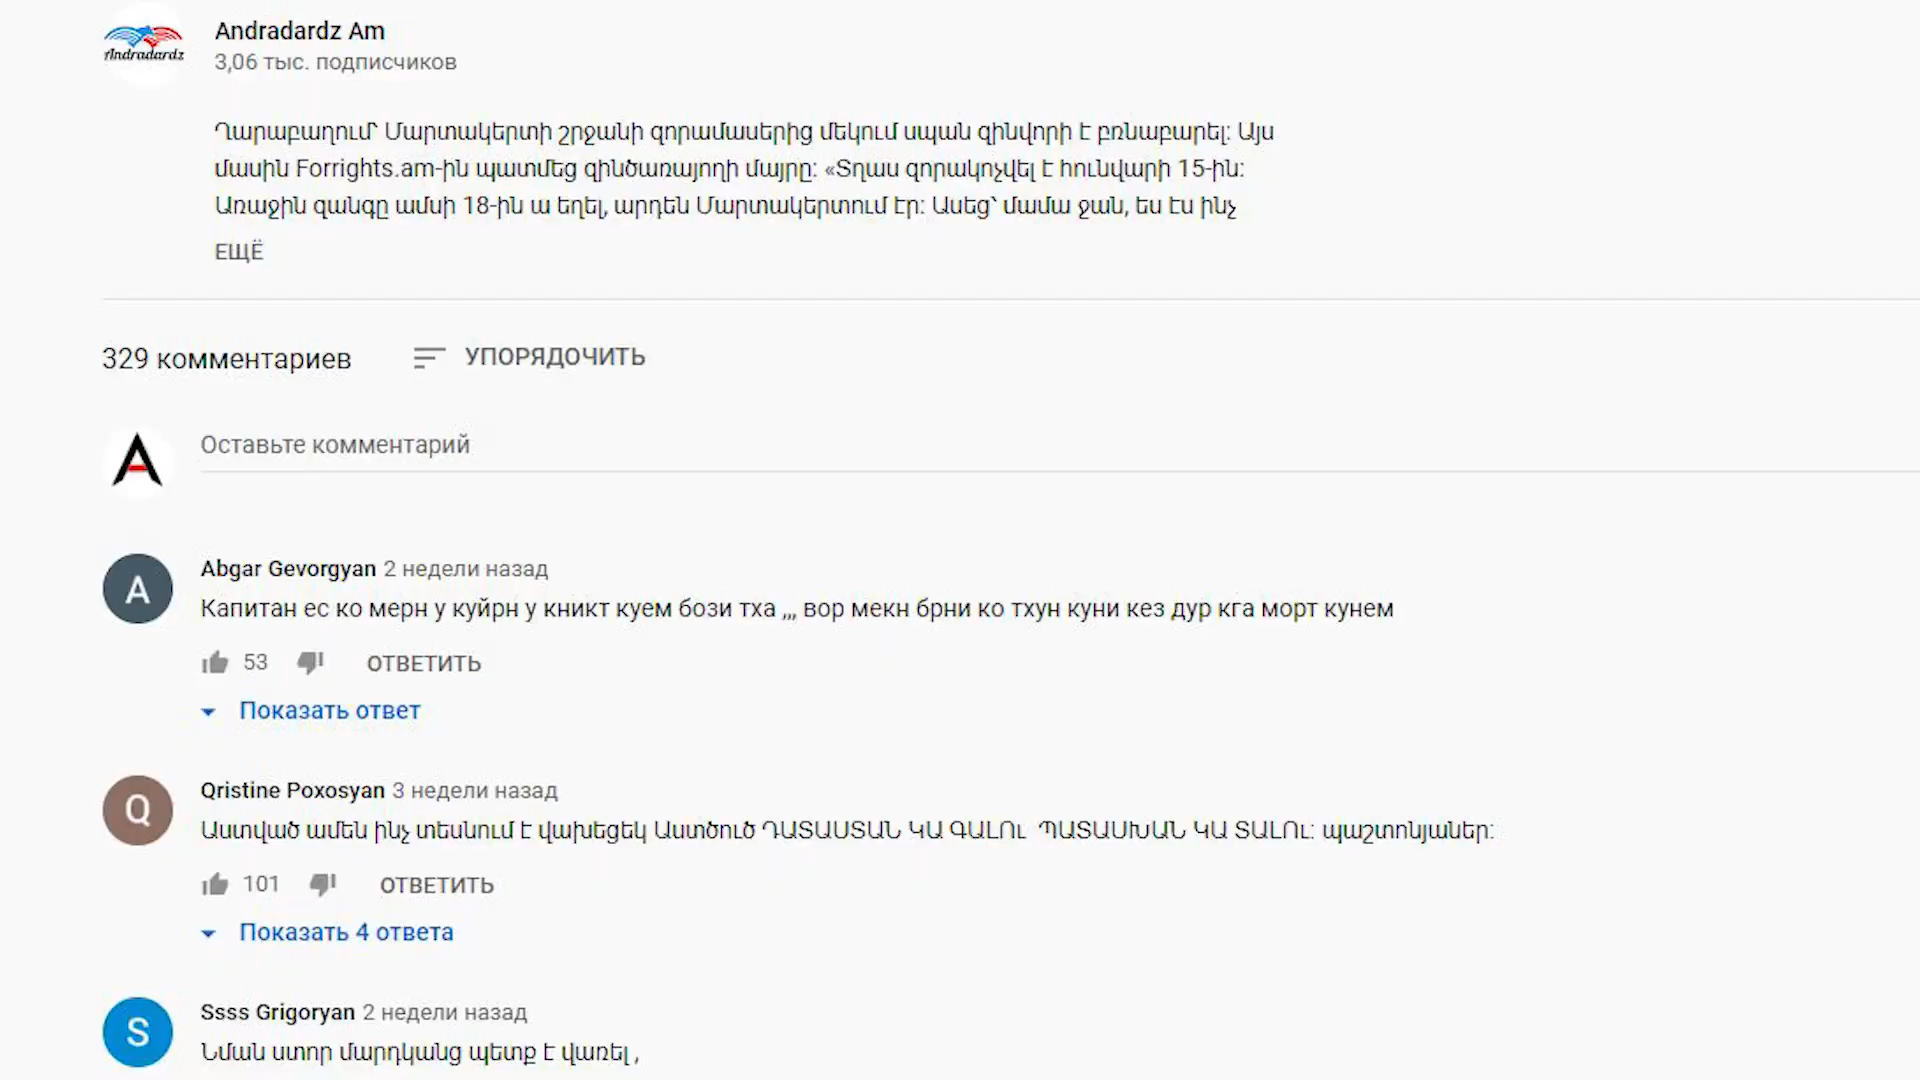 Andradardz
Andradardz Am
3,06 тыс. подписчиков
Ղարաբաղում՝ Մարտակերտի շրջանի զորամասերից մեկում սպան զինվորի է բռնաբարել: Այս
մասին Forrights.am-ին պատմեց զինծառայողի մայրը: «Տղաս զորակոչվել է հունվարի 15-ին:
Առաջին զանգը ամսի 18-ին ա եղել, արդեն Մարտակերտում էր: Ասեց՝ մամա ջան, ես էս ինչ
ЕЩЁ
329 комментариев
УПОРЯДОЧИТЬ
A
Оставьте комментарий
A
Abgar Gevorgyan 2 недели назад
Капитан ес ко мерн у куйрн у кникт куем бози тха ,,, вор мекн брни ко тхун куни кез дур кга морт кунем
53 ОТВЕТИТЬ
Показать ответ
Q
Qristine Poxosyan 3 недели назад
Աստված ամեն ինչ տեսնում է վախեցեկ Աստծուծ ԴԱՏԱՍՏԱՆ ԿԱ ԳԱԼՈւ ՊԱՏԱՍԽԱՆ ԿԱ ՏԱԼՈւ: պաշտոնյաներ:
101 ОТВЕТИТЬ
Показать 4 ответа
S
Ssss Grigoryan 2 недели назад
Նման ստոր մարդկանց պետք է վառել ,